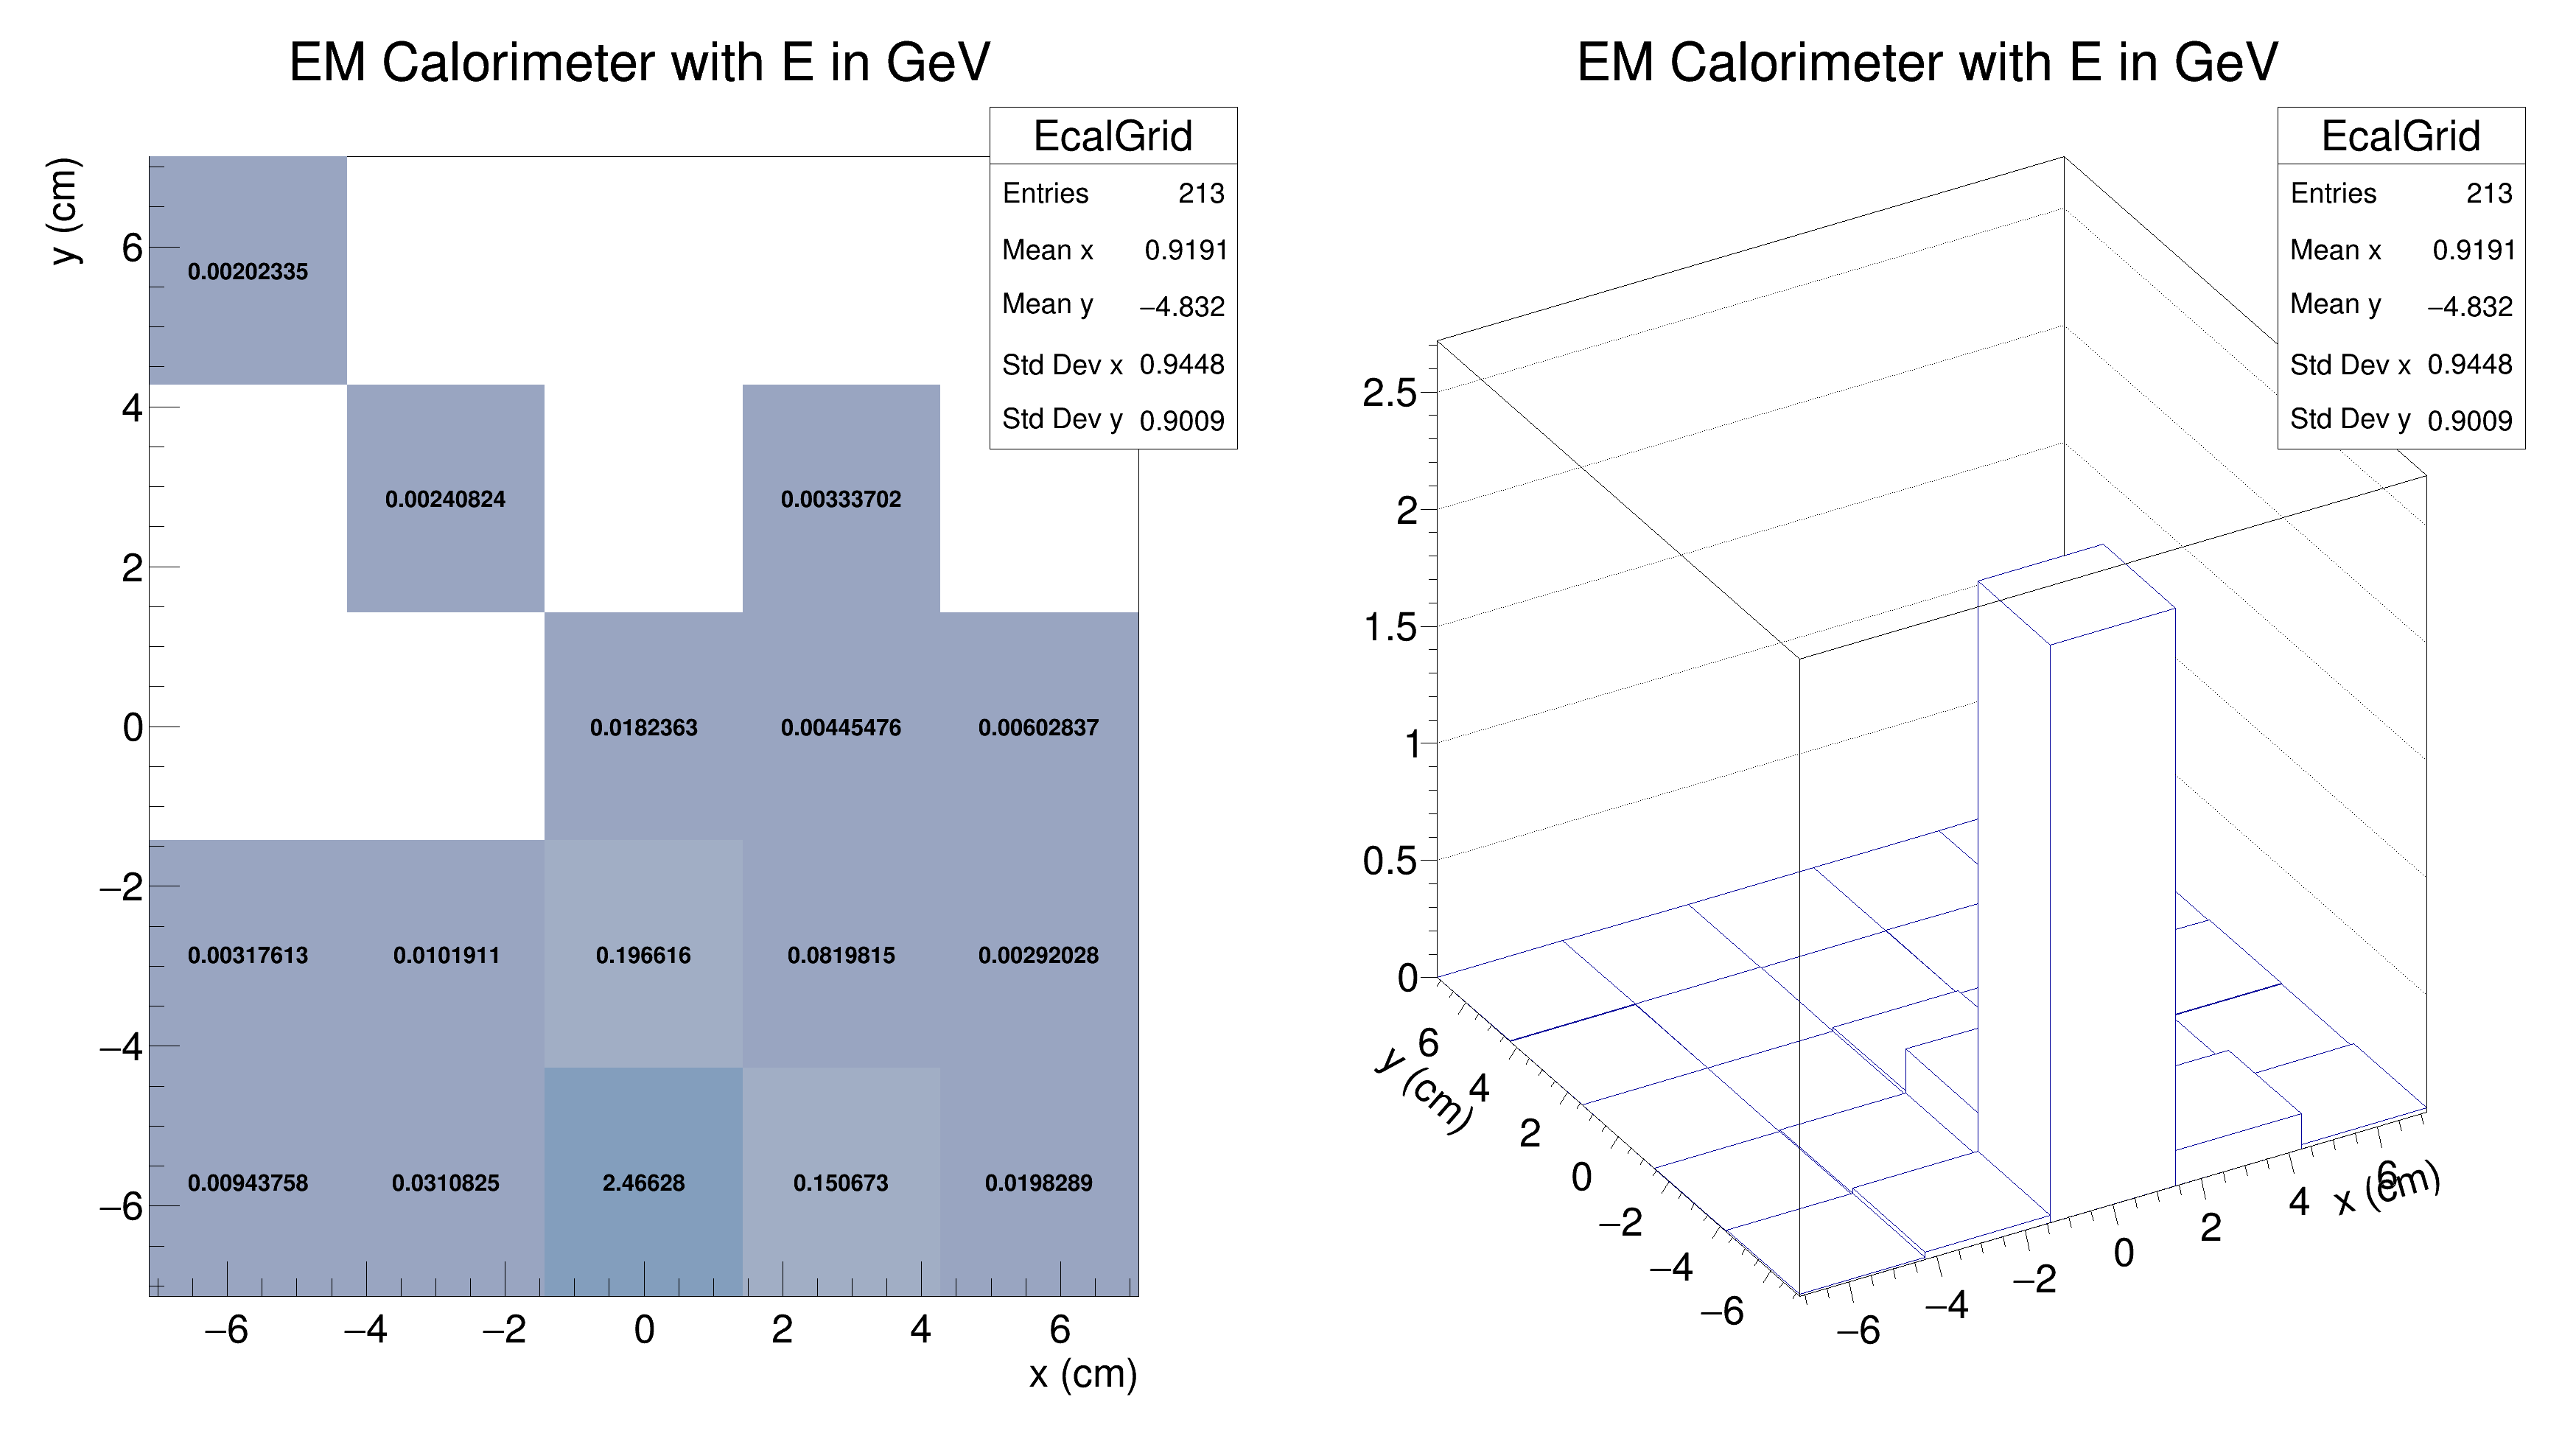 EM Calorimeter with E in GeV
EcalGrid
Entries 213
Mean x 0.9191
Mean y −4.832
Std Dev x 0.9448
Std Dev y 0.9009
y (cm)
6
4
2
0
−2
−4
−6
0.00202335
0.00240824 0.00333702
0.0182363 0.00445476 0.00602837
0.00317613 0.0101911 0.196616 0.0819815 0.00292028
0.00943758 0.0310825 2.46628 0.150673 0.0198289
−6 −4 −2 0 2 4 6
x (cm)
EM Calorimeter with E in GeV
EcalGrid
Entries 213
Mean x 0.9191
Mean y −4.832
Std Dev x 0.9448
Std Dev y 0.9009
2.5
2
1.5
1
0.5
0
6
4
2
0
−2
−4
−6
y (cm)
−6
−4
−2
0
2
4
6
x (cm)